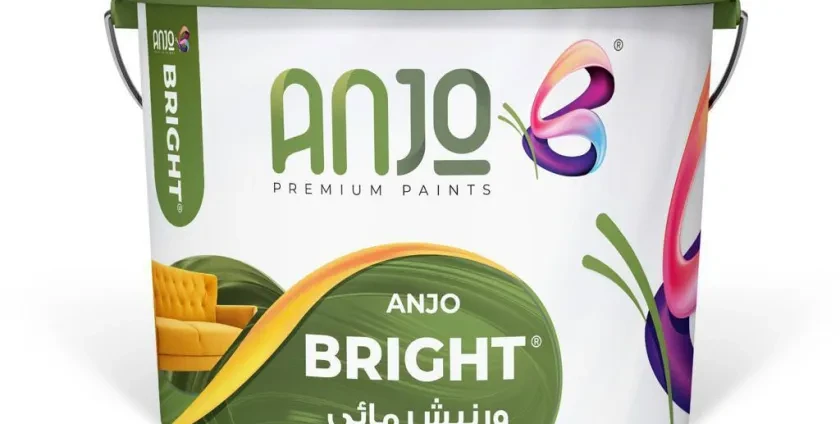 ANJO
BRIGHT®
ANJO
PREMIUM PAINTS
®
ANJO
BRIGHT®
ورنيش مائي